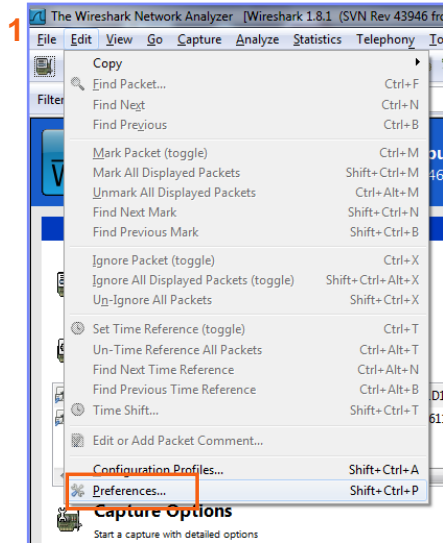 1
The Wireshark Network Analyzer [Wireshark 1.8.1 (SVN Rev 43946 fro
File Edit View Go Capture Analyze Statistics Telephony To
Filter
Copy
Find Packet... Ctrl+F
Find Next Ctrl+N
Find Previous Ctrl+B
Mark Packet (toggle) Ctrl+M
Mark All Displayed Packets Shift+Ctrl+M
Unmark All Displayed Packets Ctrl+Alt+M
Find Next Mark Shift+Ctrl+N
Find Previous Mark Shift+Ctrl+B
Ignore Packet (toggle) Ctrl+X
Ignore All Displayed Packets (toggle) Shift+Ctrl+Alt+X
Un-Ignore All Packets Shift+Ctrl+X
Set Time Reference (toggle) Ctrl+T
Un-Time Reference All Packets Ctrl+Alt+T
Find Next Time Reference Ctrl+Alt+N
Find Previous Time Reference Ctrl+Alt+B
Time Shift... Shift+Ctrl+T
Edit or Add Packet Comment...
Configuration Profiles... Shift+Ctrl+A
Preferences... Shift+Ctrl+P
Capture Options
Start a capture with detailed options